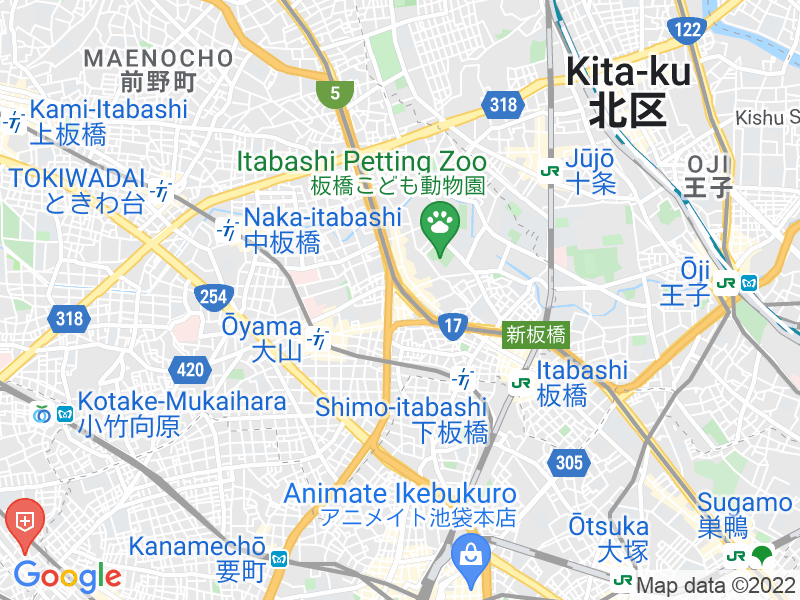 122
Kita-ku
北区
MAENOCHO
前野町
5
318
Kami-Itabashi
上板橋
Kishu S
Itabashi Petting Zoo
板橋こども動物園
Jūjō
十条
JR
OJI
王子
TOKIWADAI
ときわ台
Naka-itabashi
中板橋
Ōji
王子
JR
254
318
17
新板橋
Ōyama
大山
420
Itabashi
板橋
JR
Kotake-Mukaihara
小竹向原
Shimo-itabashi
下板橋
305
Animate Ikebukuro
アニメイト池袋本店
Sugamo
巣鴨
JR
Ōtsuka
大塚
JR
Kanamechō
要町
Google
Map data ©2022